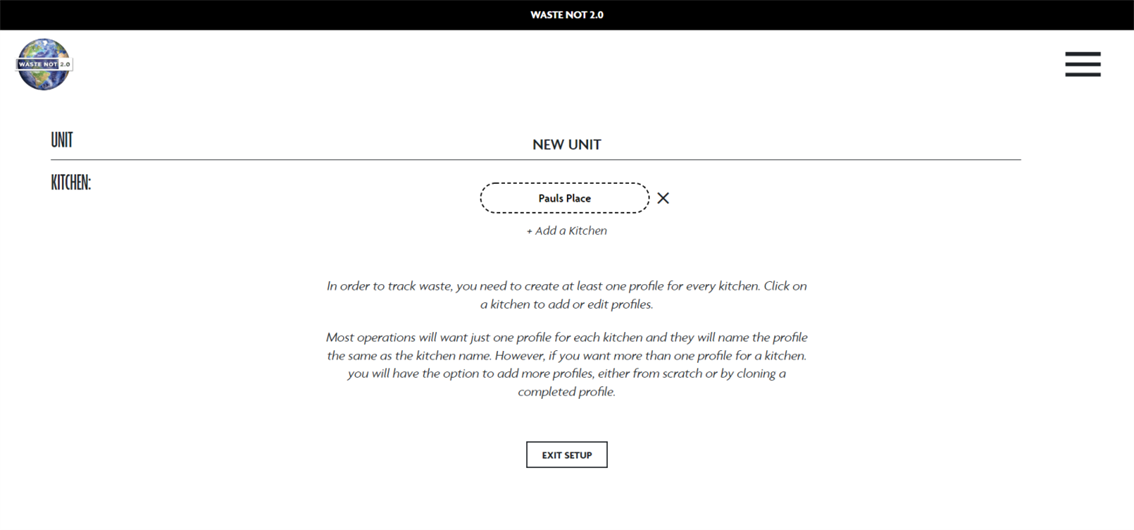 WASTE NOT 2.0
WASTE NOT 2.0
UNIT
NEW UNIT
KITCHEN:
Pauls Place
+ Add a Kitchen
In order to track waste, you need to create at least one profile for every kitchen. Click on
a kitchen to add or edit profiles.
Most operations will want just one profile for each kitchen and they will name the profile
the same as the kitchen name. However, if you want more than one profile for a kitchen.
you will have the option to add more profiles, either from scratch or by cloning a
completed profile.
EXIT SETUP